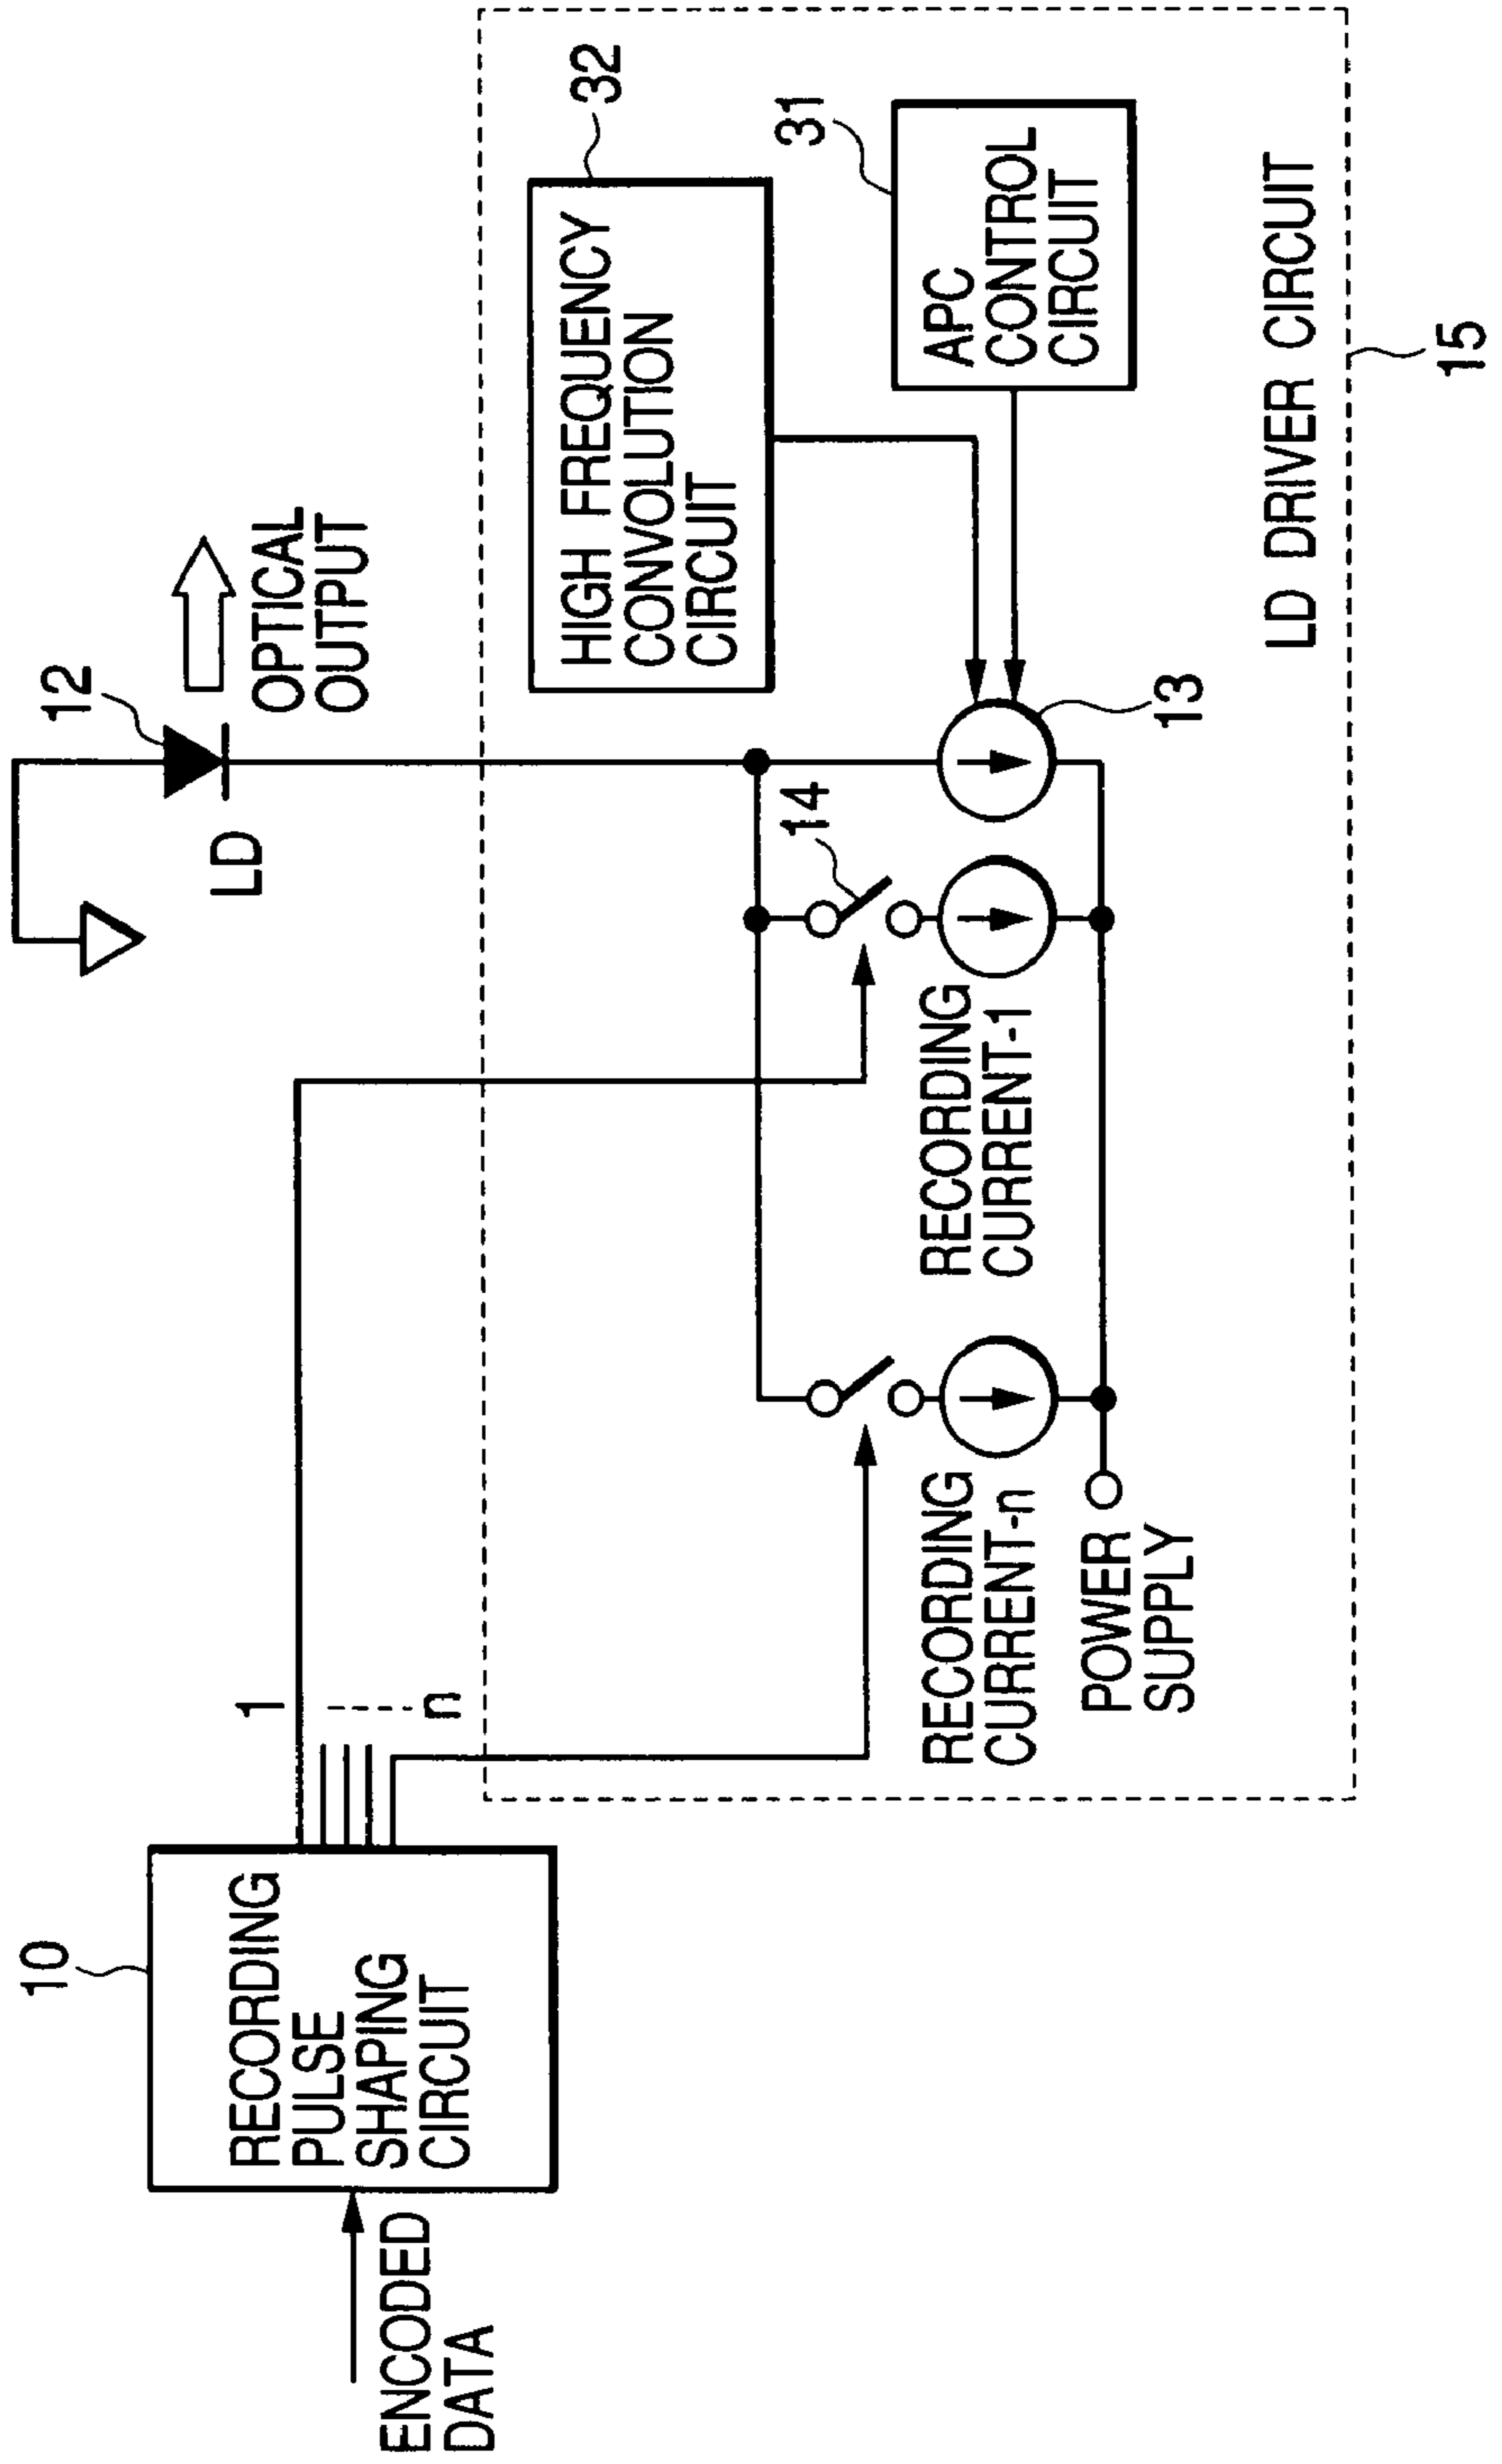 10
ENCODED
DATA
RECORDING
PULSE
SHAPING
CIRCUIT
1
n
12
LD
OPTICAL
OUTPUT
32
HIGH FREQUENCY
CONVOLUTION
CIRCUIT
31
APC
CONTROL
CIRCUIT
14
13
RECORDING
CURRENT-1
RECORDING
CURRENT-n
POWER
SUPPLY
LD DRIVER CIRCUIT
15